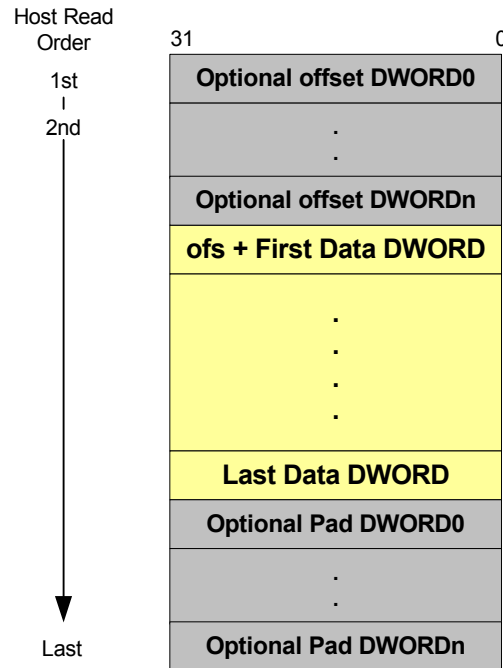 Host Read
Order
31 0
1st
2nd
Last
Optional offset DWORD0
.
.
Optional offset DWORDn
ofs + First Data DWORD
.
.
.
.
Last Data DWORD
Optional Pad DWORD0
.
.
Optional Pad DWORDn